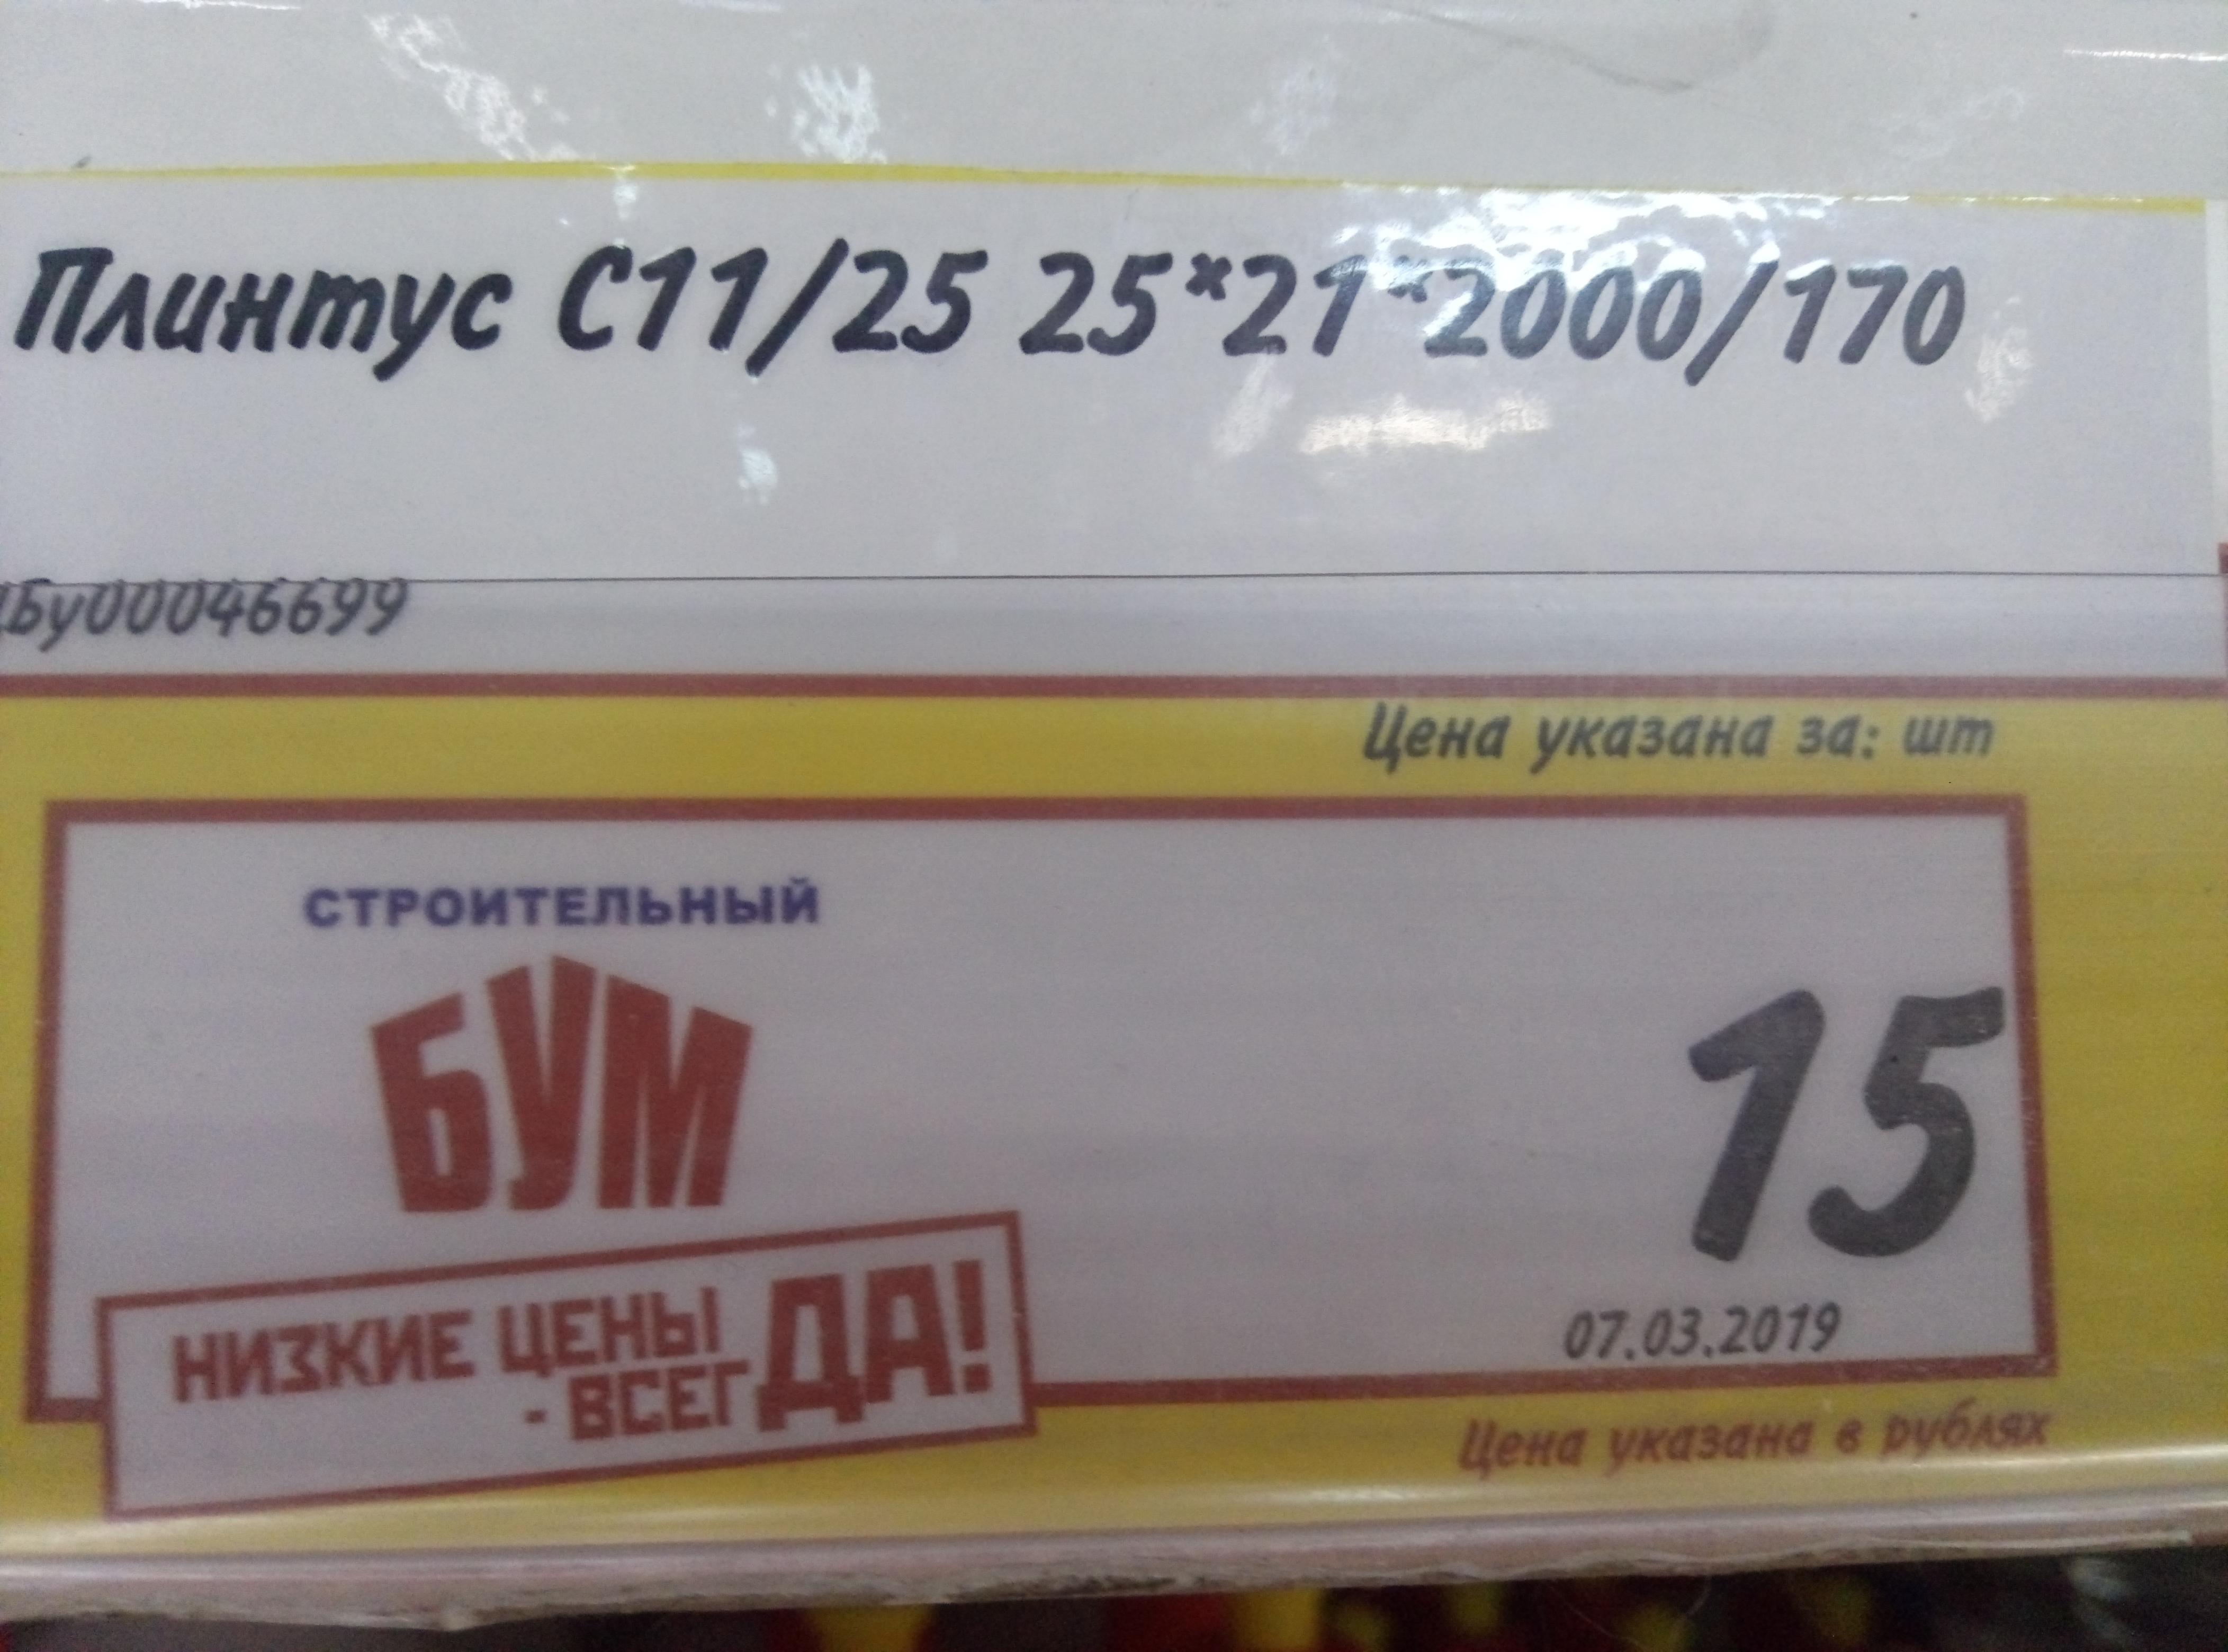 Плинтус С11/25 25*21*2000/170
Бу00046699
Цена указана за: шт
СТРОИТЕЛЬНЫЙ
БУМ
15
НИЗКИЕ ЦЕНЫ
- ВСЕГДА!
07.03.2019
Цена указана в рублях